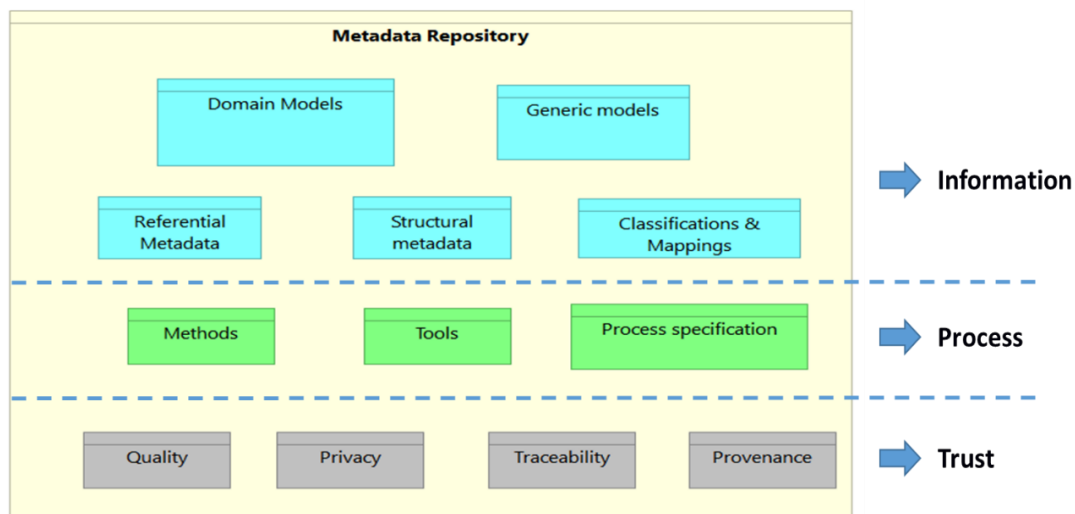 Metadata Repository
Domain Models
Generic models
Information
Referential
Metadata
Structural
metadata
Classifications &
Mappings
Methods
Tools
Process specification
Process
Quality
Privacy
Traceability
Provenance
Trust